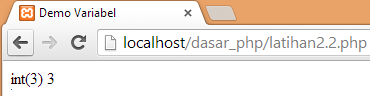 Demo Variabel
localhost/dasar_php/latihan2.2.php
int(3) 3